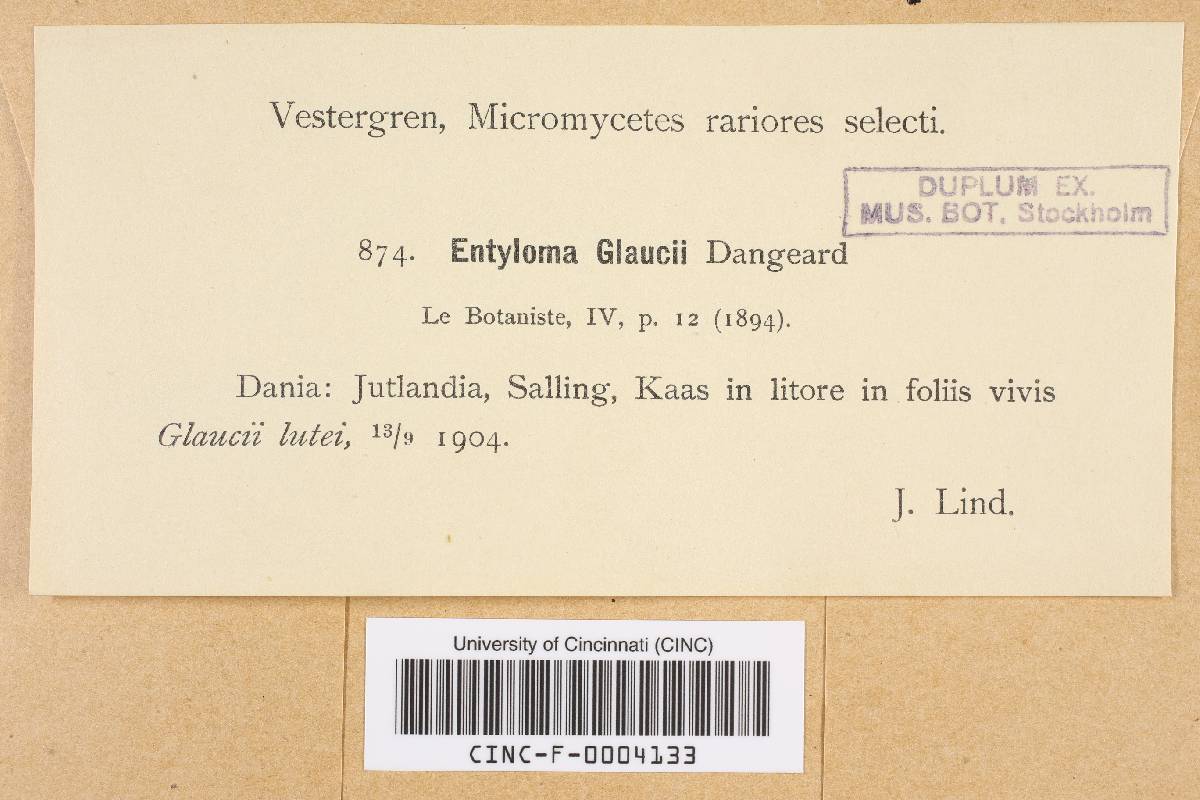 Vestergren, Micromycetes rariores selecti.
DUPLUM EX.
MUS. BOT. Stockholm
874. Entyloma Glaucii Dangeard
Le Botaniste, IV, p. 12 (1894).
Dania: Jutlandia, Salling, Kaas in litore in foliis vivis
Glaucii lutei, 13/9 1904.
J. Lind.
University of Cincinnati (CINC)
CINC-F-0004133